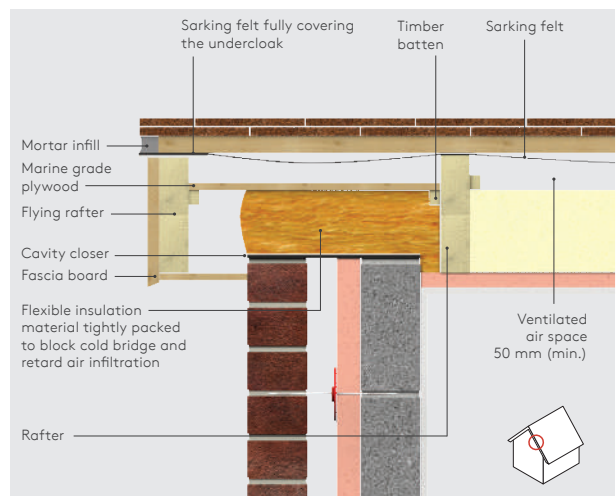 Sarking felt fully covering
the undercloak
Timber
batten
Sarking felt
Mortar infill
Marine grade
plywood
Flying rafter
Cavity closer
Fascia board
Flexible insulation
material tightly packed
to block cold bridge and
retard air infiltration
Rafter
Ventilated
air space
50 mm (min.)